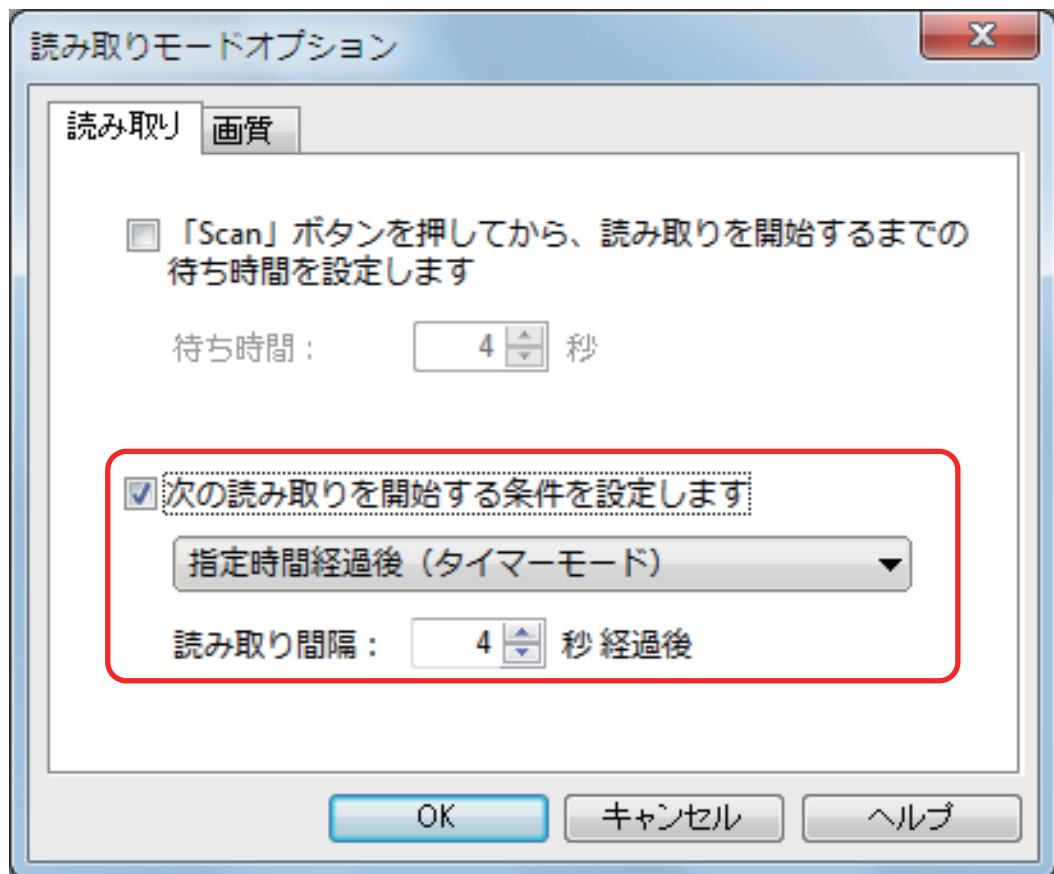 読み取りモードオプション
読み取り 画質
「Scan」ボタンを押してから、読み取りを開始するまでの
待ち時間を設定します
待ち時間： 4 秒
次の読み取りを開始する条件を設定します
指定時間経過後（タイマーモード）
読み取り間隔： 4 秒 経過後
OK キャンセル ヘルプ